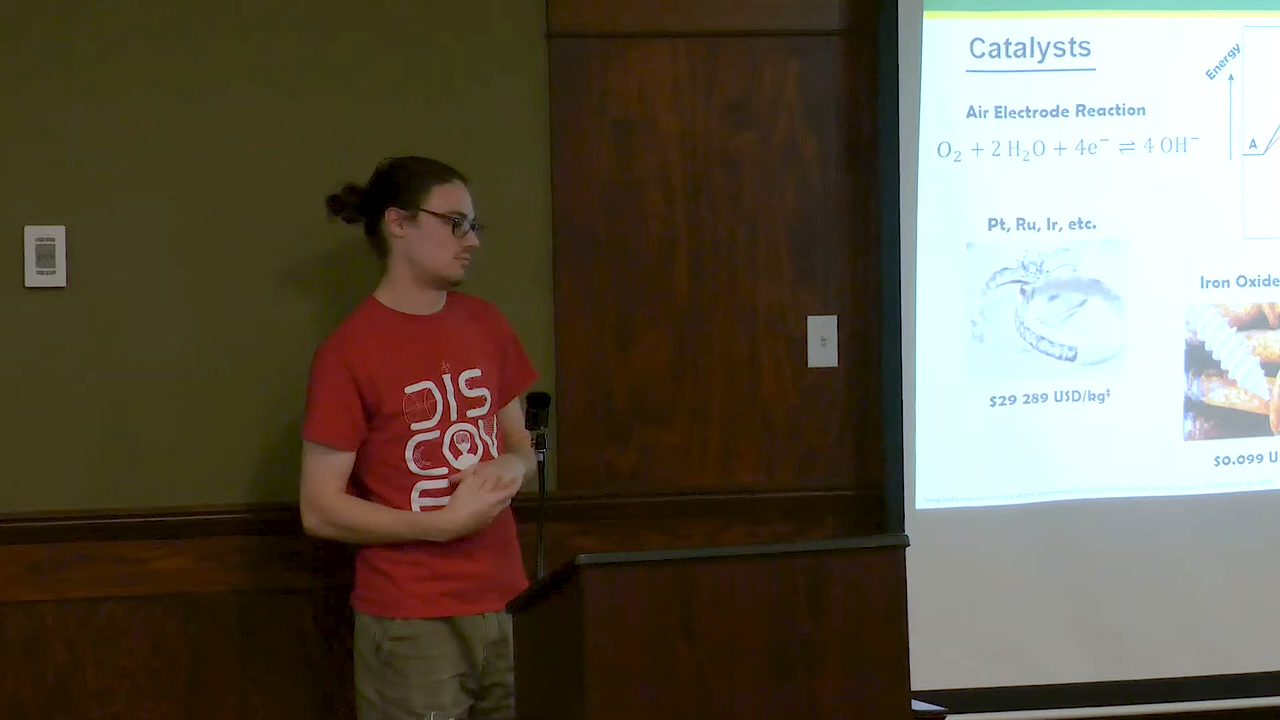 Catalysts
Energy
Air Electrode Reaction
O₂ + 2 H₂O + 4e⁻ ⇌ 4 OH⁻
A
Pt, Ru, Ir, etc.
Iron Oxide
$29 289 USD/kg‡
$0.099 U
DIS
COV
E